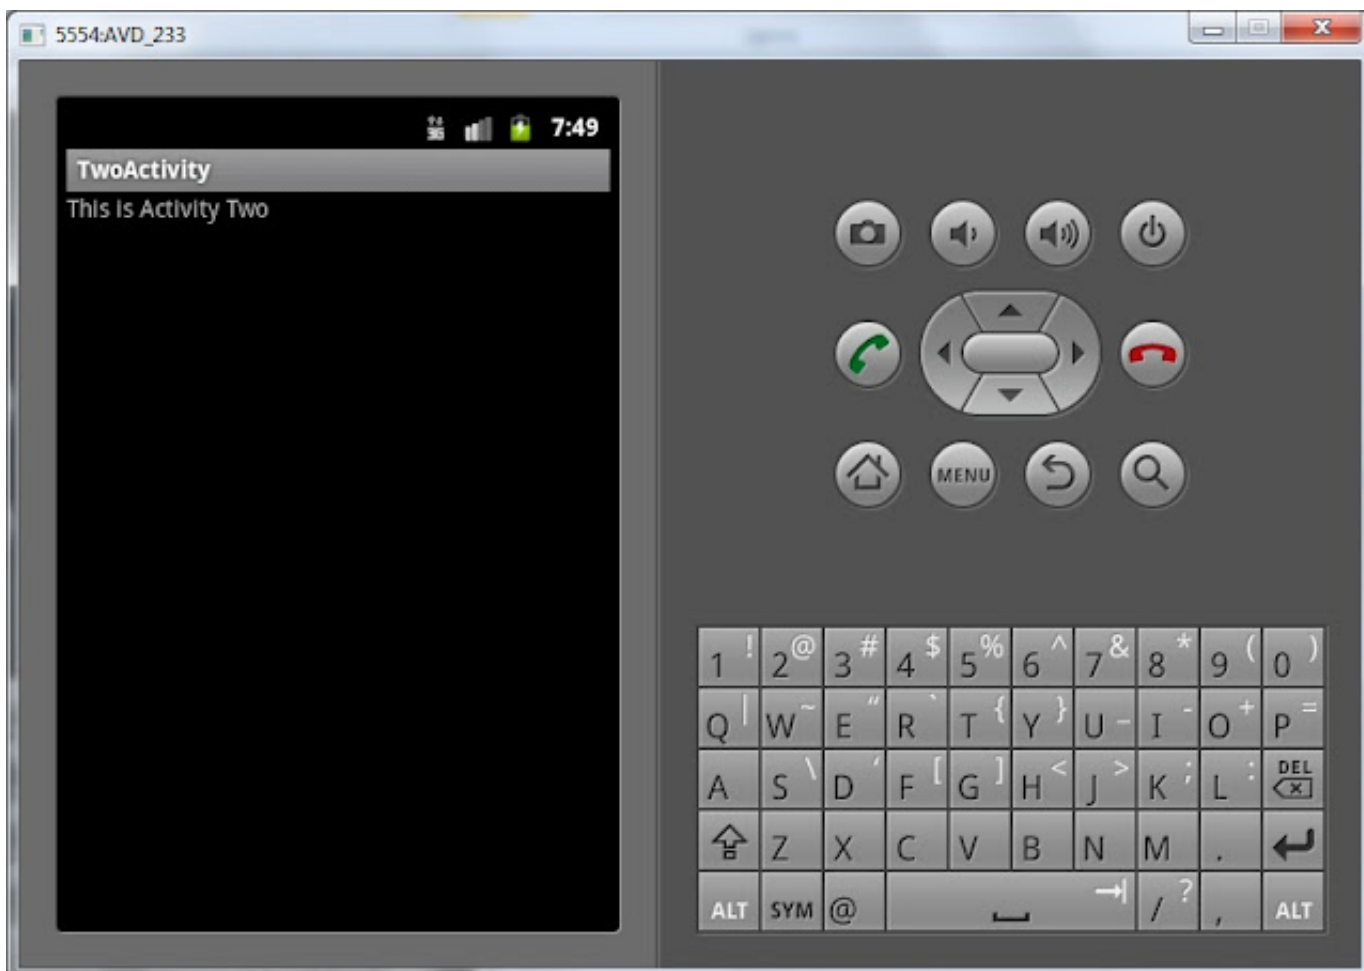 5554:AVD_233
3G 7:49
TwoActivity
This is Activity Two
MENU
1 ! 2 @ 3 # 4 $ 5 % 6 ^ 7 & 8 * 9 ( 0 )
Q | W ~ E " R ` T { Y } U _ I - O + P =
A S \ D ' F [ G ] H < J > K ; L : DEL
Z X C V B N M .
ALT SYM @ / ? , ALT